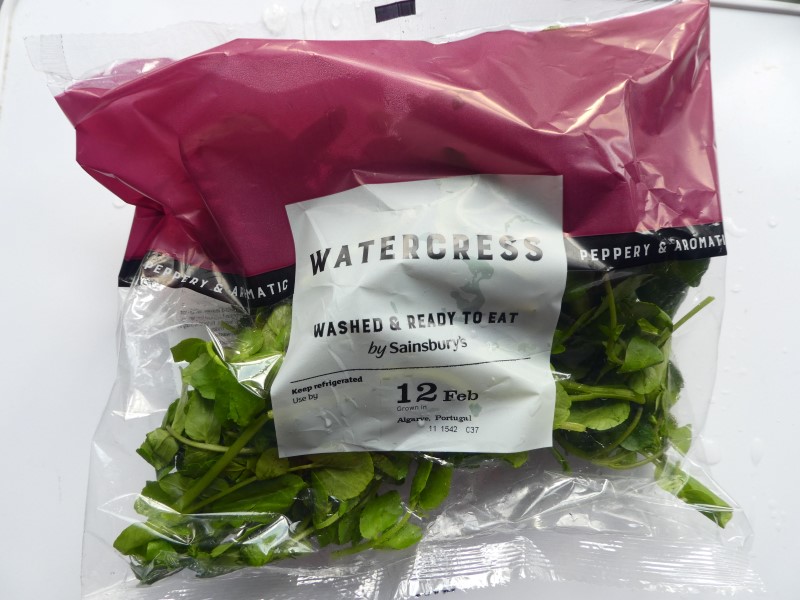 WATERCRESS
PEPPERY & AROMATIC
PEPPERY & AROMATI
WASHED & READY TO EAT
by Sainsbury's
Keep refrigerated
Use by
12 Feb
Grown in
Algarve, Portugal
11 1542 C37